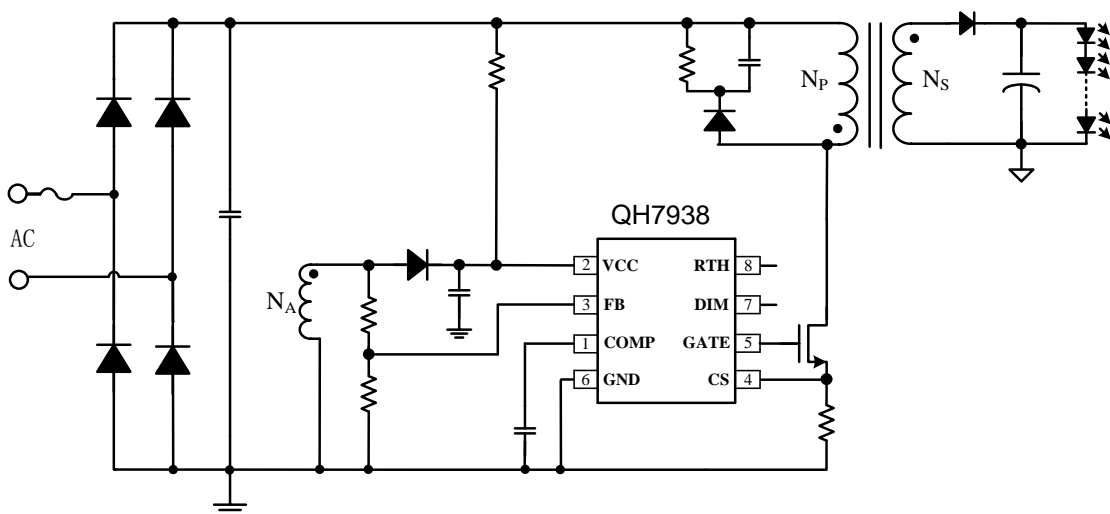 N_P
N_S
QH7938
AC
2 VCC RTH 8
N_A
3 FB DIM 7
1 COMP GATE 5
6 GND CS 4